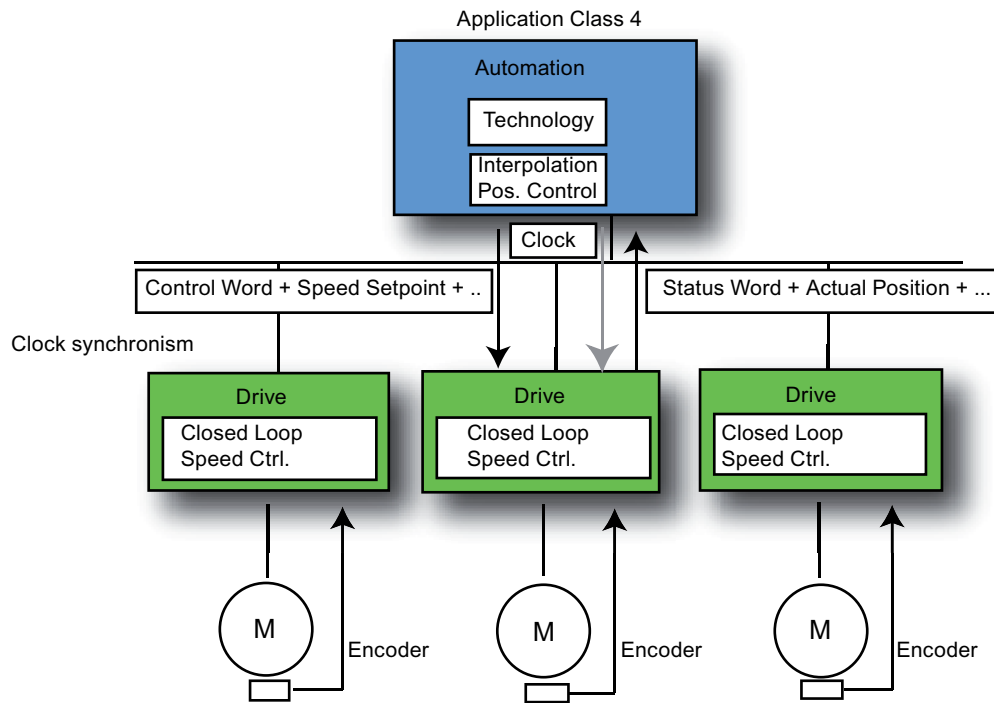 Application Class 4
Automation
Technology
Interpolation
Pos. Control
Clock
Control Word + Speed Setpoint + ..
Status Word + Actual Position + ...
Clock synchronism
Drive
Closed Loop
Speed Ctrl.
Drive
Closed Loop
Speed Ctrl.
Drive
Closed Loop
Speed Ctrl.
M
Encoder
M
Encoder
M
Encoder